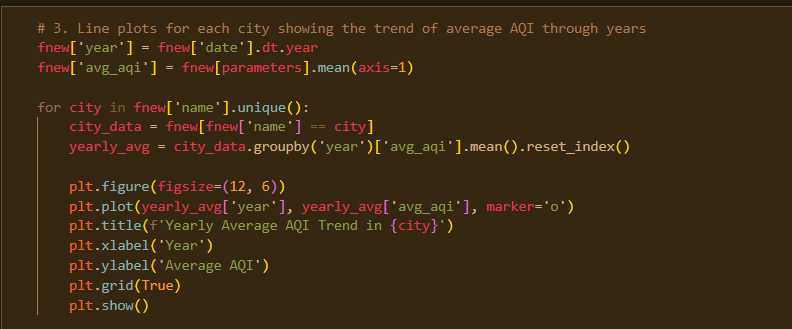 # 3. Line plots for each city showing the trend of average AQI through years
fnew['year'] = fnew['date'].dt.year
fnew['avg_aqi'] = fnew[parameters].mean(axis=1)
for city in fnew['name'].unique():
city_data = fnew[fnew['name'] == city]
yearly_avg = city_data.groupby('year')['avg_aqi'].mean().reset_index()
plt.figure(figsize=(12, 6))
plt.plot(yearly_avg['year'], yearly_avg['avg_aqi'], marker='o')
plt.title(f'Yearly Average AQI Trend in {city}')
plt.xlabel('Year')
plt.ylabel('Average AQI')
plt.grid(True)
plt.show()